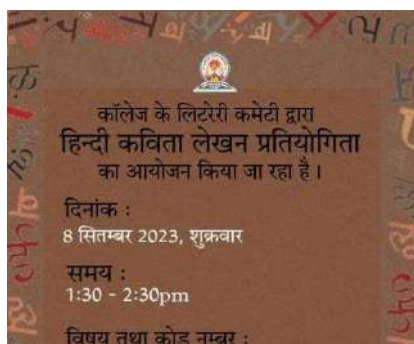 कॉलेज के लिटरेरी कमेटी द्वारा
हिन्दी कविता लेखन प्रतियोगिता
का आयोजन किया जा रहा है।
दिनांक :
8 सितम्बर 2023, शुक्रवार
समय :
1:30 - 2:30pm
विषय तथा कोड नम्बर :